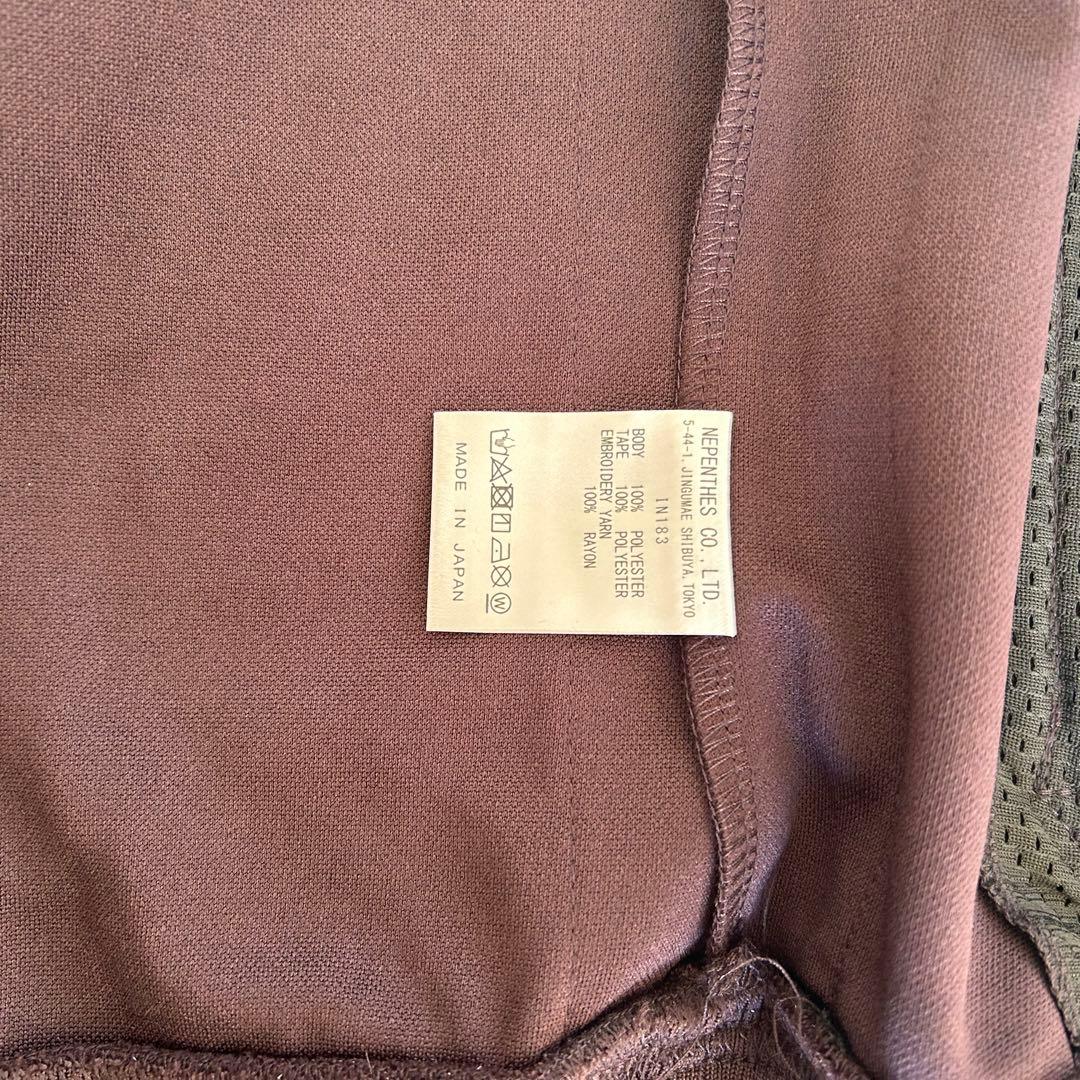 NEPENTHES CO., LTD.
5-44-1, JINGUMAE SHIBUYA, TOKYO
IN183
BODY 100% POLYESTER
TAPE 100% POLYESTER
EMBROIDERY YARN
100% RAYON
W
MADE IN JAPAN